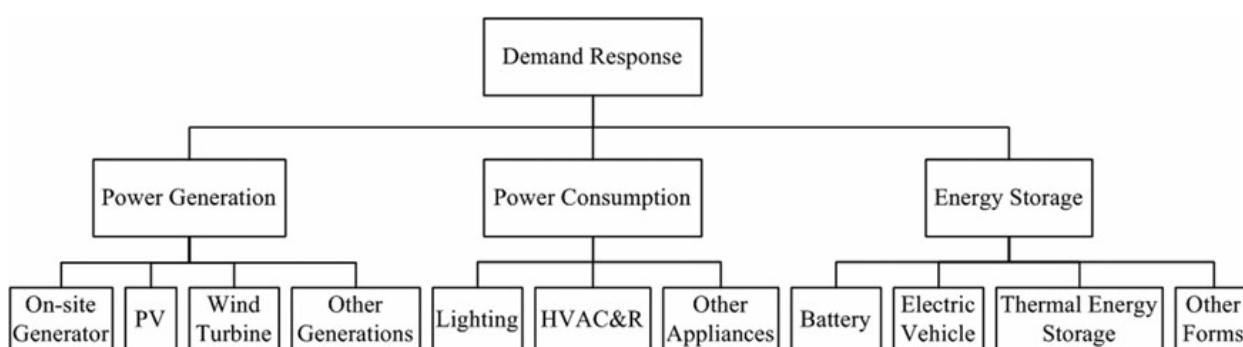 Demand Response
Power Generation
Power Consumption
Energy Storage
On-site
Generator
PV
Wind
Turbine
Other
Generations
Lighting
HVAC&R
Other
Appliances
Battery
Electric
Vehicle
Thermal Energy
Storage
Other
Forms